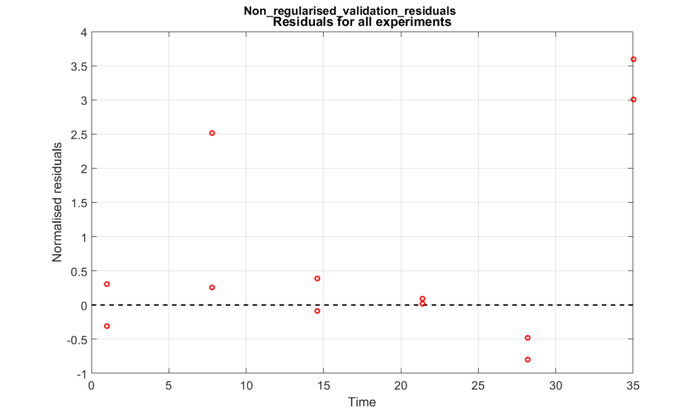 Non_regularised_validation_residuals
Residuals for all experiments
4
3.5
3
2.5
2
1.5
1
0.5
0
-0.5
-1
Normalised residuals
0 5 10 15 20 25 30 35
Time